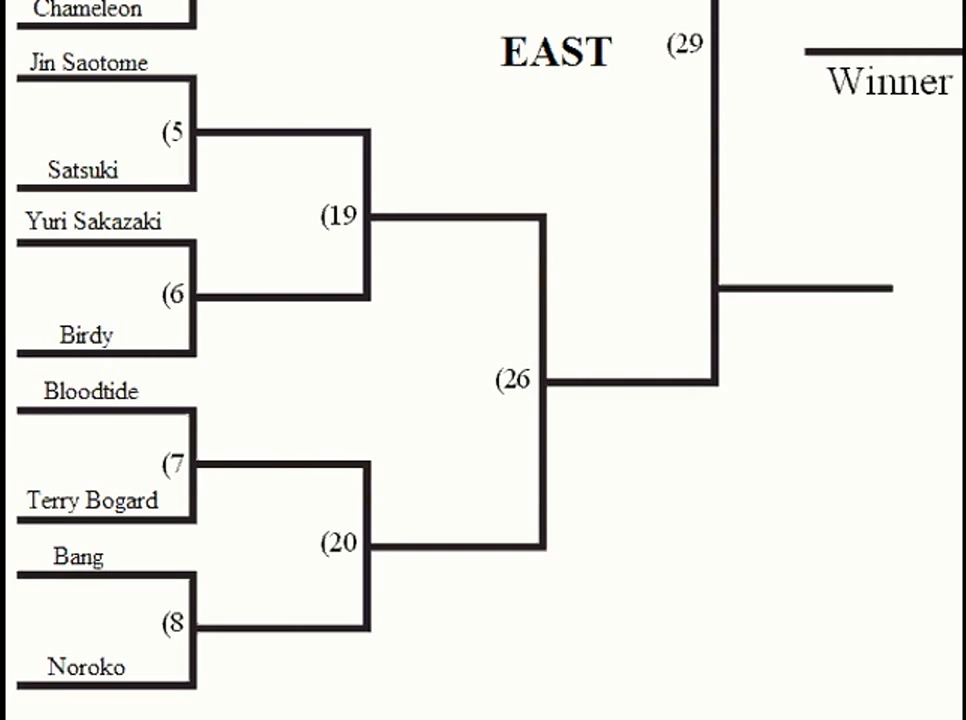 Chameleon
Jin Saotome
EAST
(29
Winner
(5
Satsuki
Yuri Sakazaki
(19
(6
Birdy
Bloodtide
(26
(7
Terry Bogard
Bang
(20
(8
Noroko